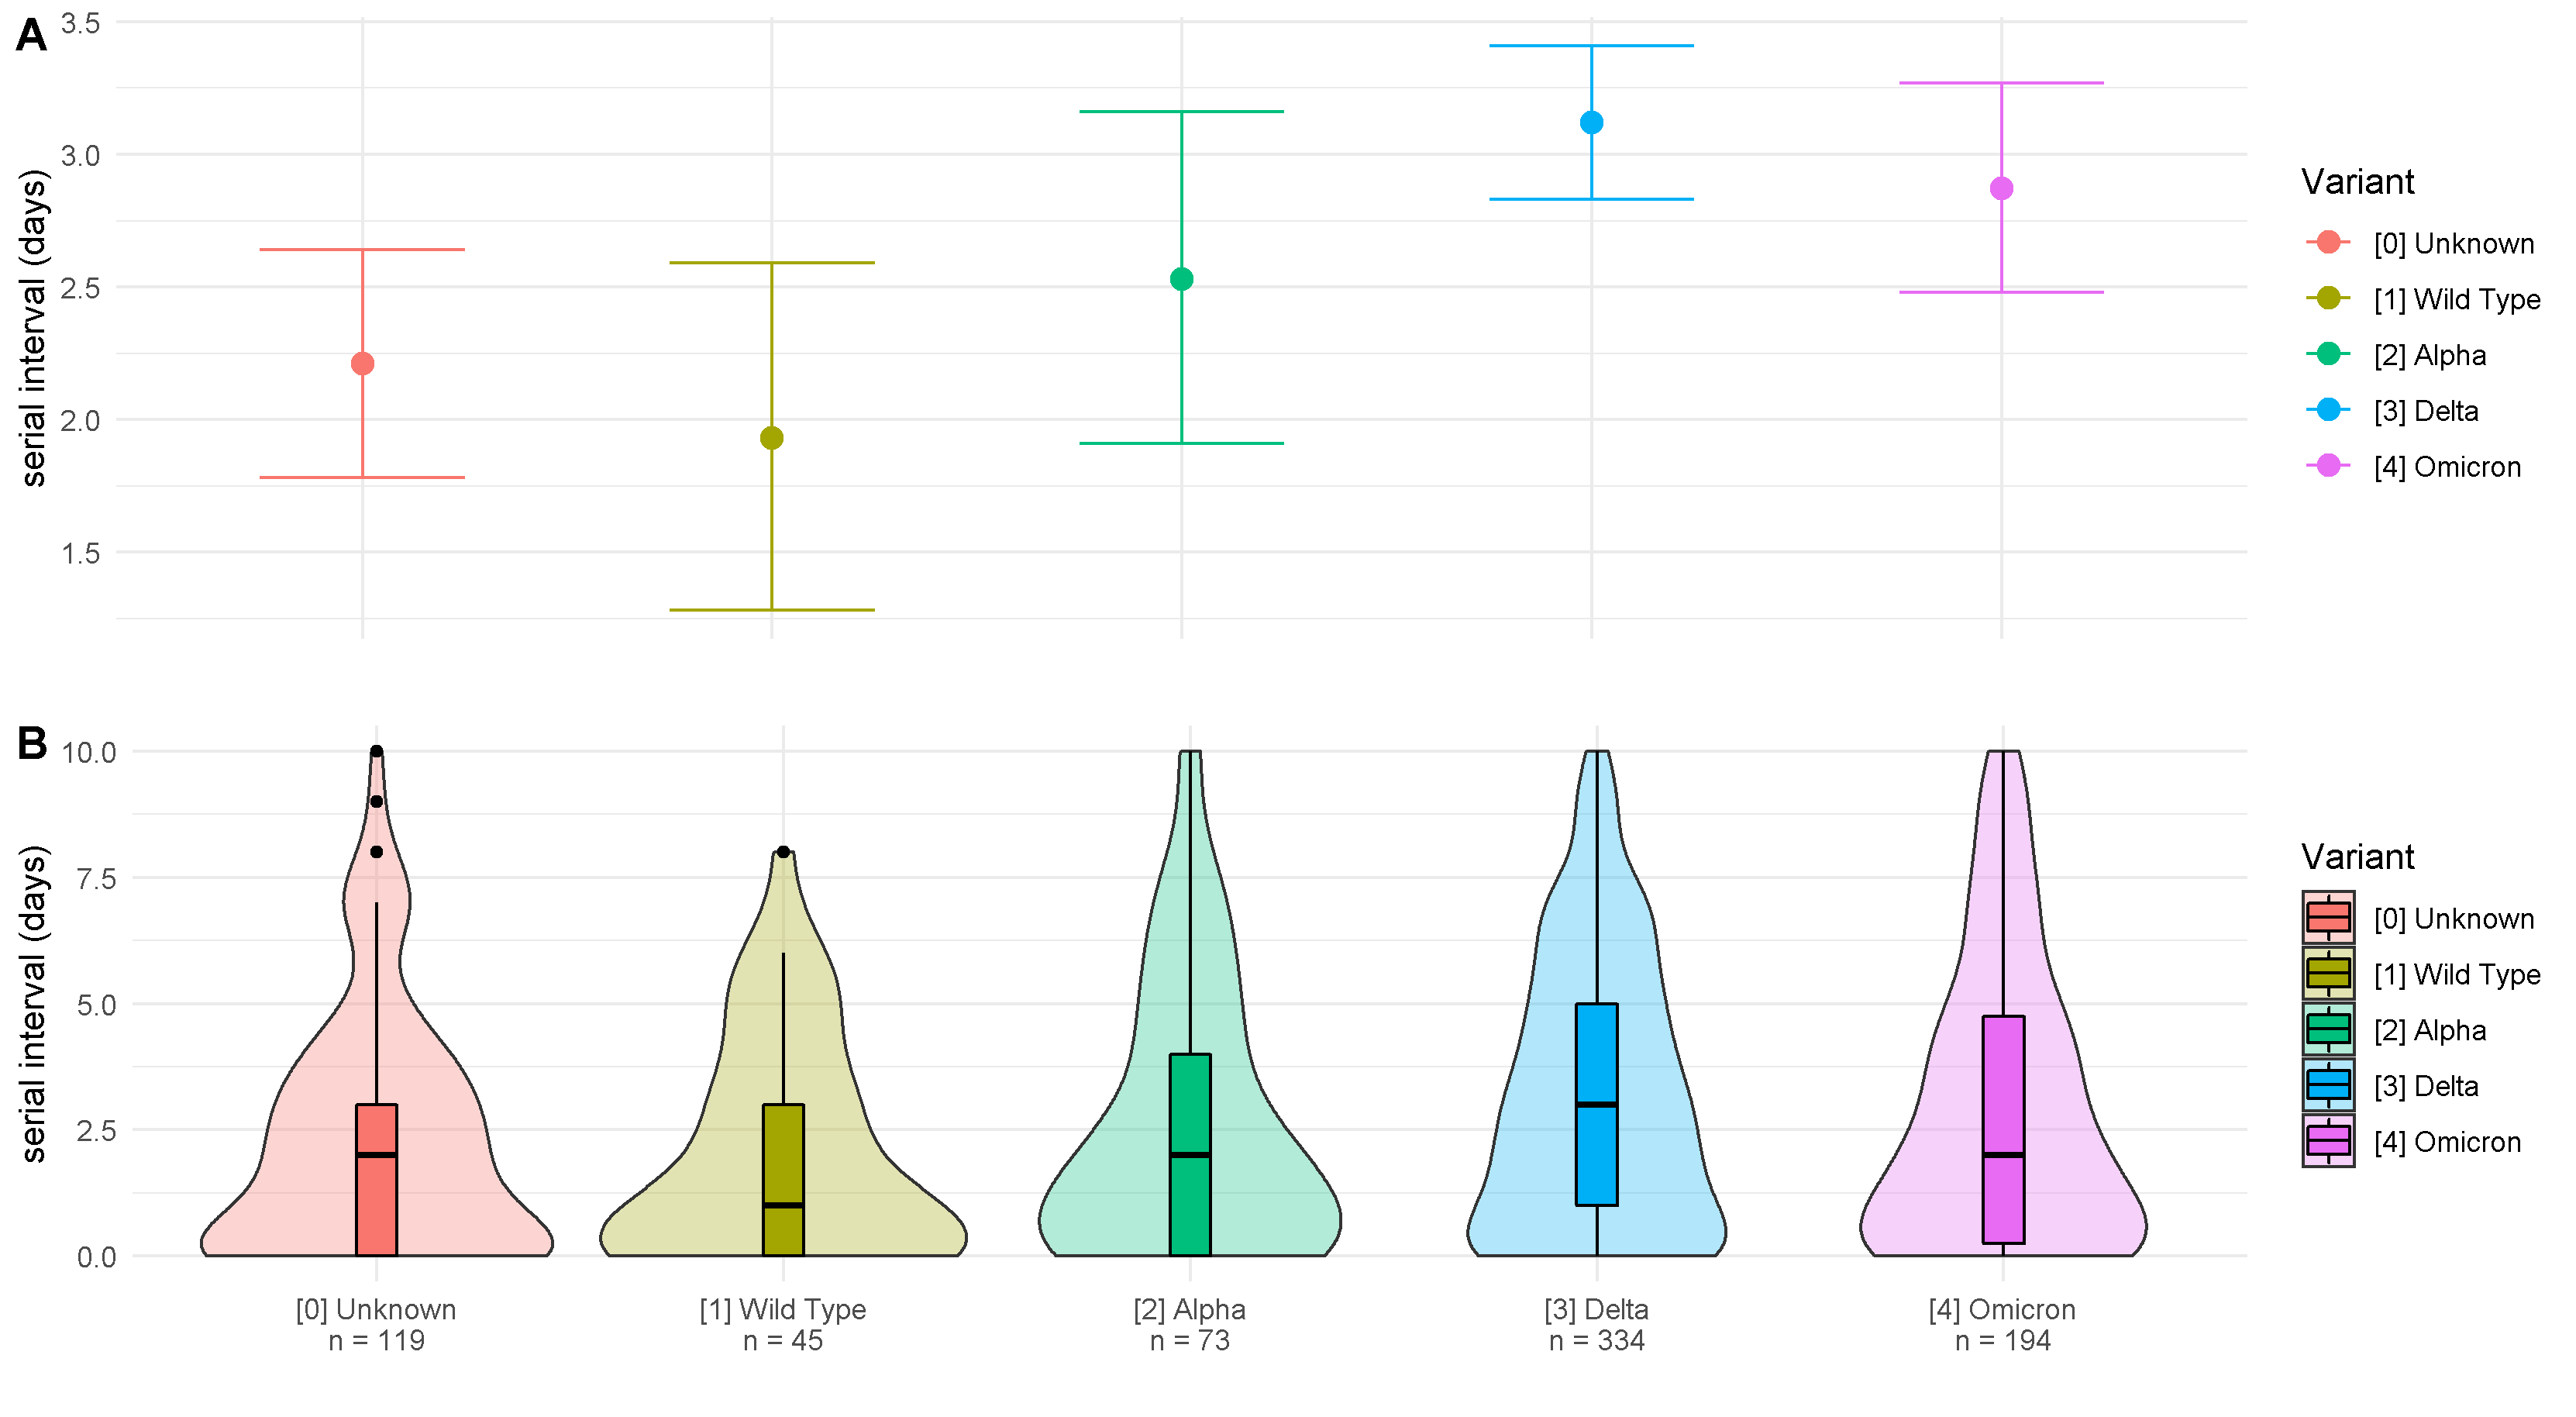 A
serial interval (days)
3.5
3.0
2.5
2.0
1.5
Variant
[0] Unknown
[1] Wild Type
[2] Alpha
[3] Delta
[4] Omicron
B
serial interval (days)
10.0
7.5
5.0
2.5
0.0
[0] Unknown
n = 119
[1] Wild Type
n = 45
[2] Alpha
n = 73
[3] Delta
n = 334
[4] Omicron
n = 194
Variant
[0] Unknown
[1] Wild Type
[2] Alpha
[3] Delta
[4] Omicron